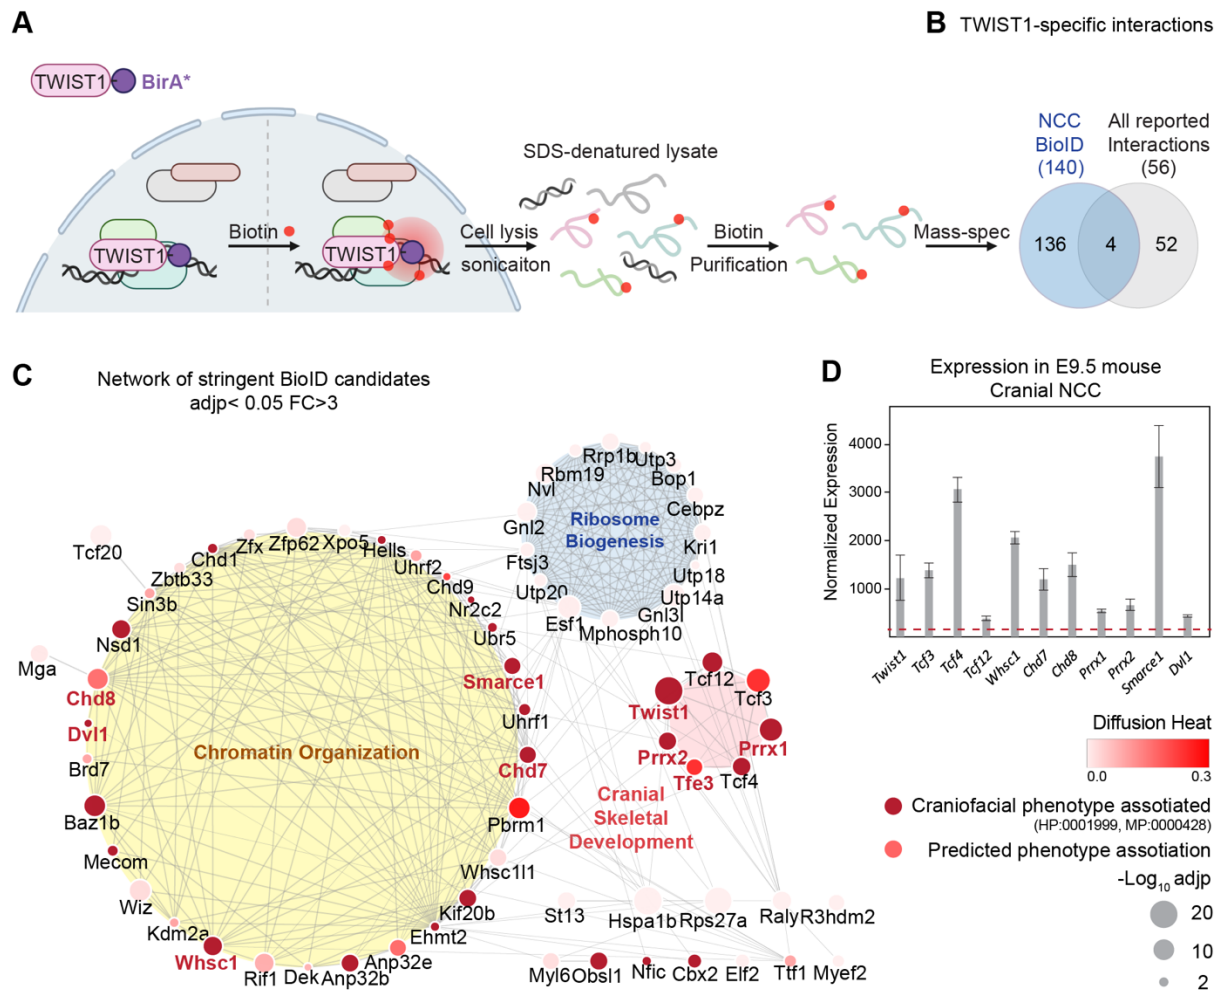 A
TWIST1
BirA*
TWIST1
Biotin
TWIST1
Cell lysis
sonicaiton
SDS-denatured lysate
Biotin
Purification
Mass-spec
B
TWIST1-specific interactions
NCC
BioID
(140)
All reported
Interactions
(56)
136
4
52
C
Network of stringent BioID candidates
adjp< 0.05 FC>3
Tcf20
Mga
Zbtb33
Sin3b
Nsd1
Chd8
Dvl1
Brd7
Baz1b
Mecom
Wiz
Kdm2a
Whsc1
Rif1
Dek
Anp32b
Anp32e
Ehmt2
Kif20b
Whsc1l1
Pbrm1
Chd7
Uhrf1
Smarce1
Ubr5
Nr2c2
Chd9
Uhrf2
Hells
Xpo5
Zfp62
Zfx
Chd1
Chromatin Organization
Rrp1b
Utp3
Rbm19
Bop1
Nvl
Cebpz
Gnl2
Kri1
Ftsj3
Utp18
Utp20
Utp14a
Gnl3l
Esf1
Mphosph10
Ribosome
Biogenesis
Tcf12
Tcf3
Twist1
Prrx1
Prrx2
Tfe3
Tcf4
Cranial
Skeletal
Development
St13
Hspa1b
Rps27a
Raly
R3hdm2
Myl6
Obsl1
Nfic
Cbx2
Elf2
Ttf1
Myef2
D
Expression in E9.5 mouse
Cranial NCC
Normalized Expression
4000
3000
2000
1000
Twist1
Tcf3
Tcf4
Tcf12
Whsc1
Chd7
Chd8
Prrx1
Prrx2
Smarce1
Dvl1
Diffusion Heat
0.0
0.3
Craniofacial phenotype assotiated
(HP:0001999, MP:0000428)
Predicted phenotype assotiation
-Log10 adjp
20
10
2